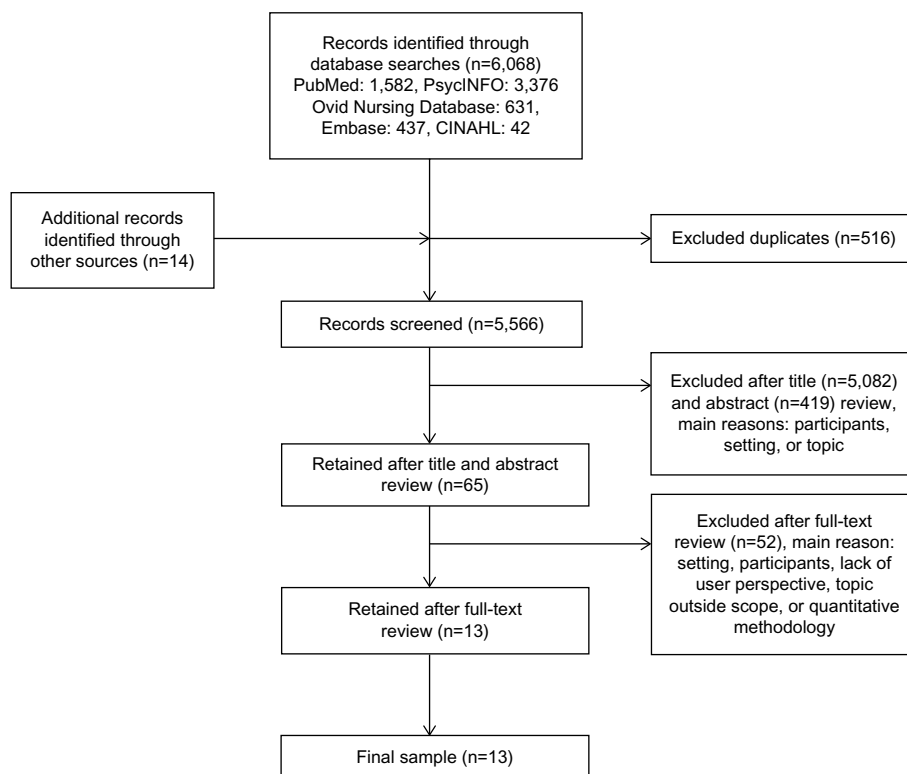 Records identified through
database searches (n=6,068)
PubMed: 1,582, PsycINFO: 3,376
Ovid Nursing Database: 631,
Embase: 437, CINAHL: 42
Additional records
identified through
other sources (n=14)
Excluded duplicates (n=516)
Records screened (n=5,566)
Excluded after title (n=5,082)
and abstract (n=419) review,
main reasons: participants,
setting, or topic
Retained after title and abstract
review (n=65)
Excluded after full-text
review (n=52), main reason:
setting, participants, lack of
user perspective, topic
outside scope, or quantitative
methodology
Retained after full-text
review (n=13)
Final sample (n=13)